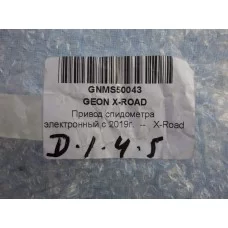 GNMS50043
GEON X-ROAD
Привод спидометра
электронный с 2019г. -- X-Road
D.1.4.5